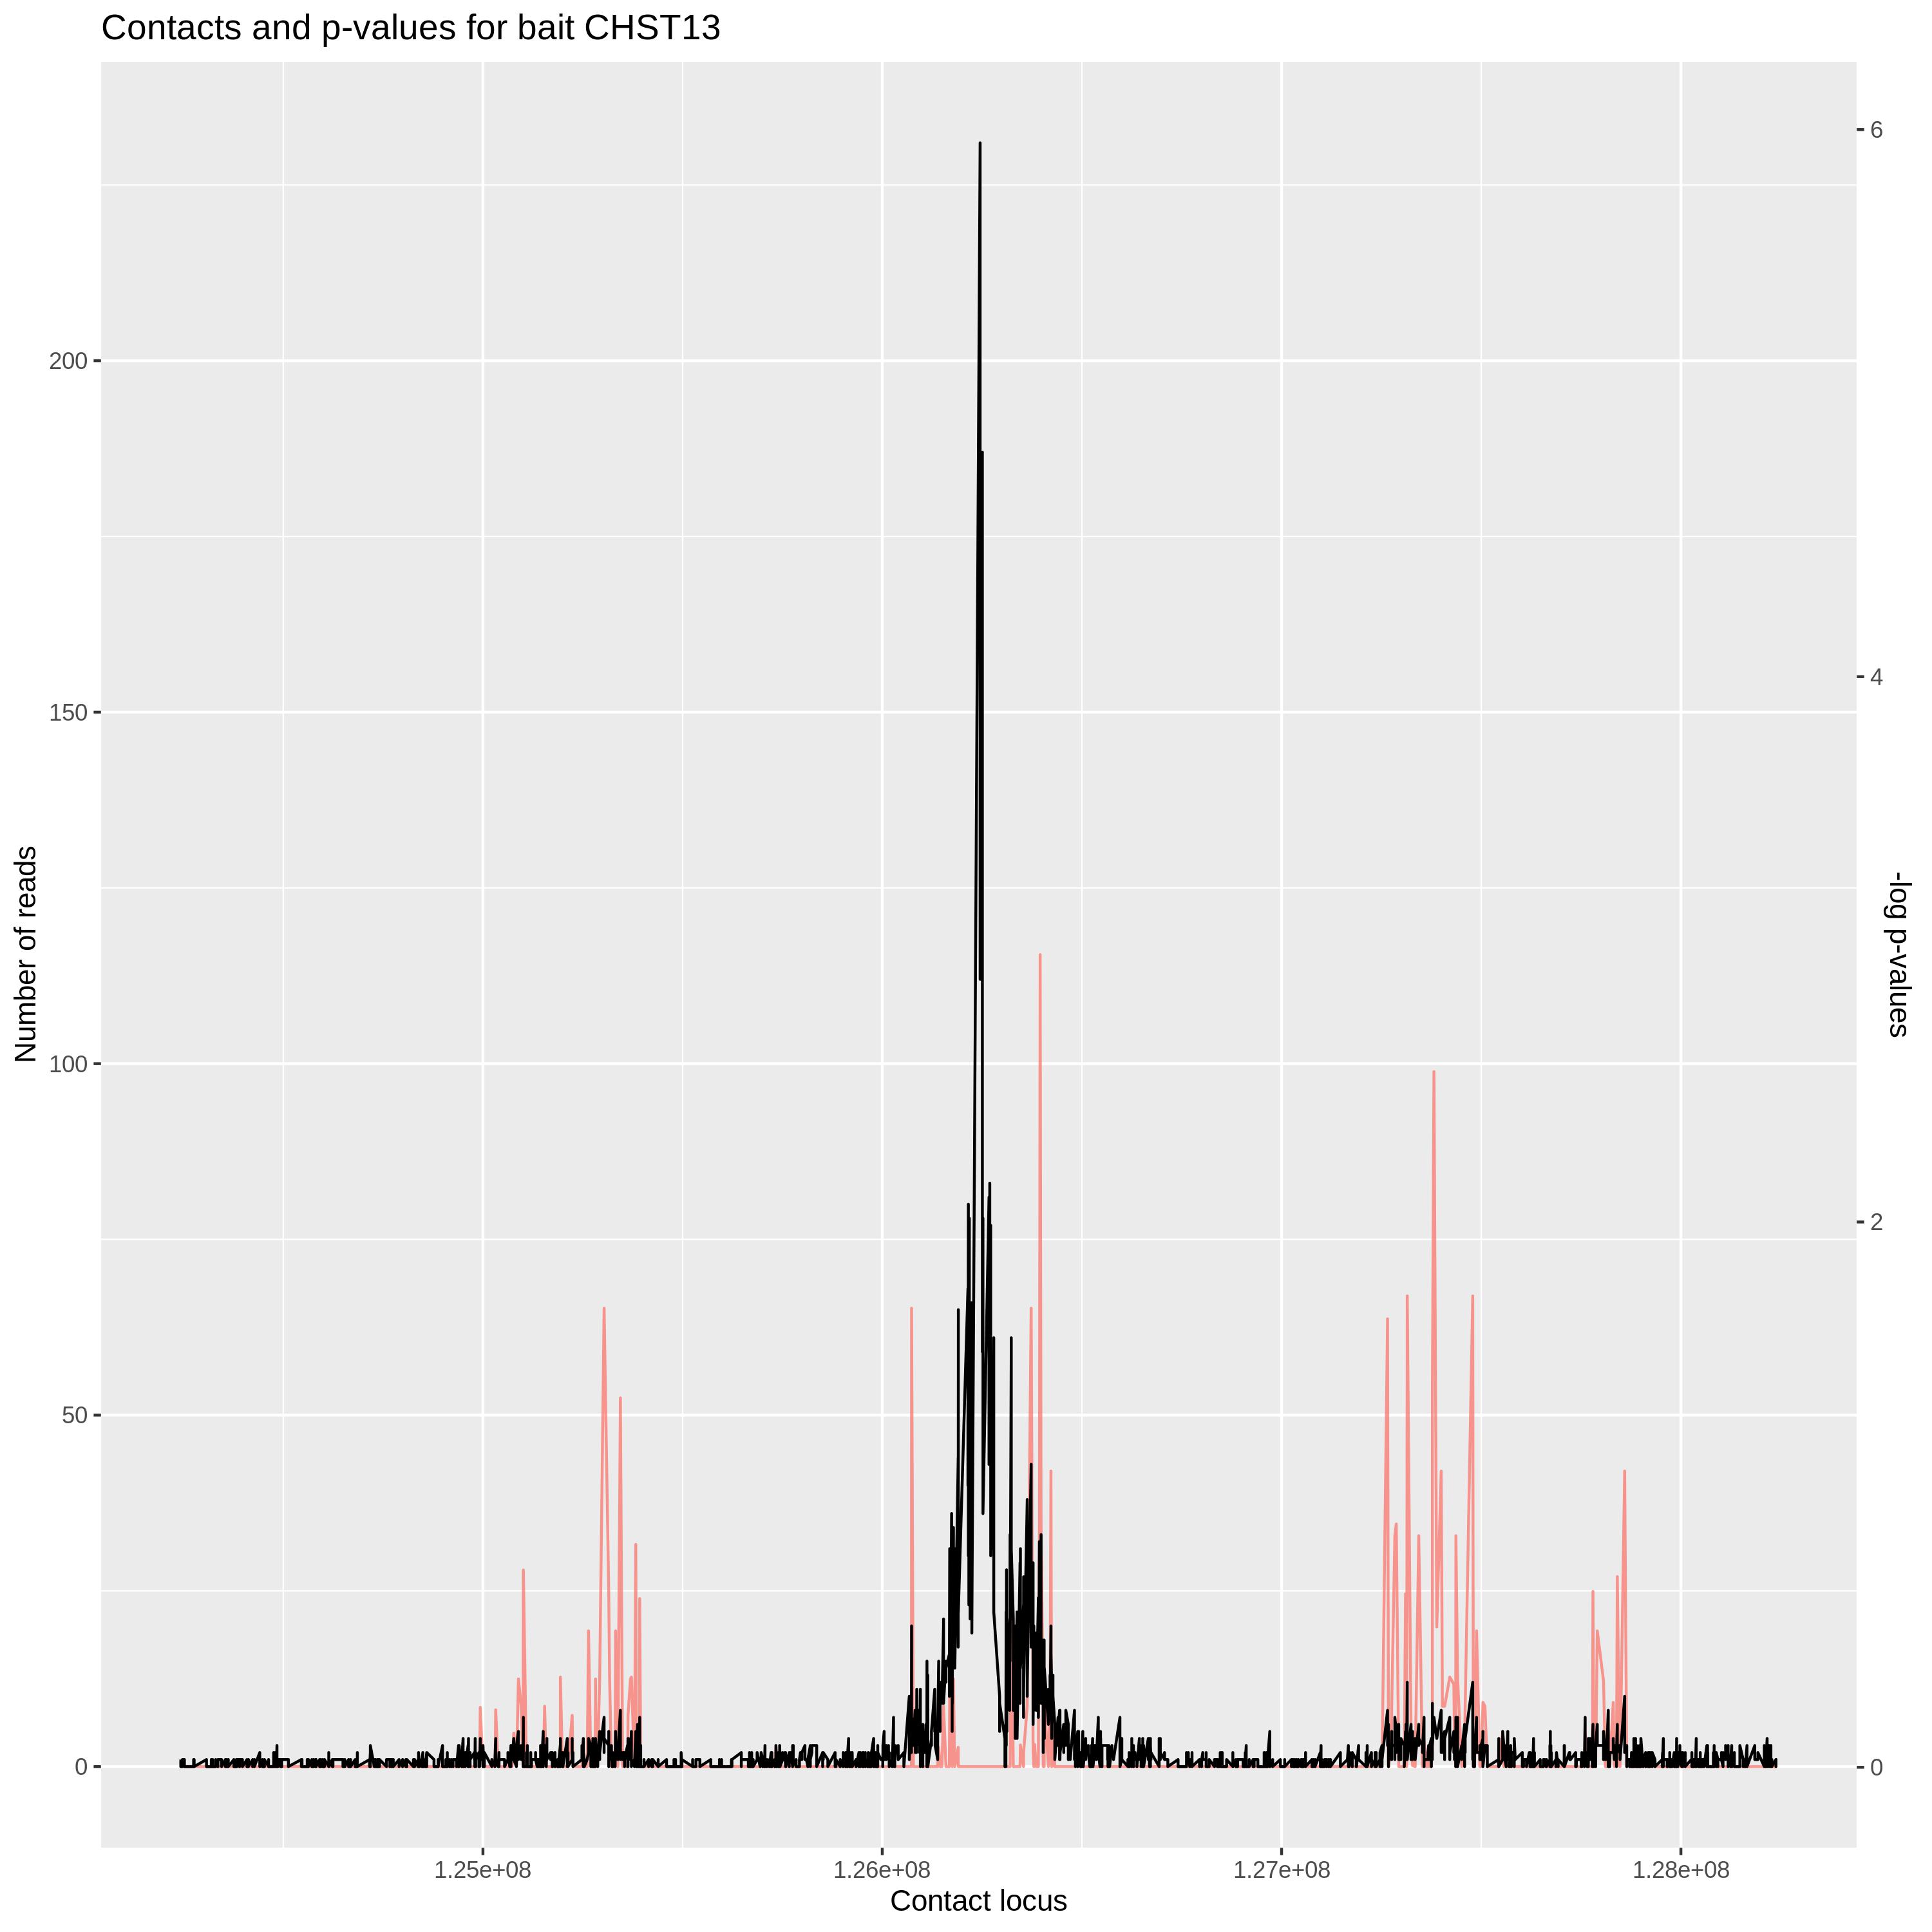 Contacts and p-values for bait CHST13
Number of reads
200
150
100
50
0
6
4
2
0
-log p-values
1.25e+08
1.26e+08
1.27e+08
1.28e+08
Contact locus